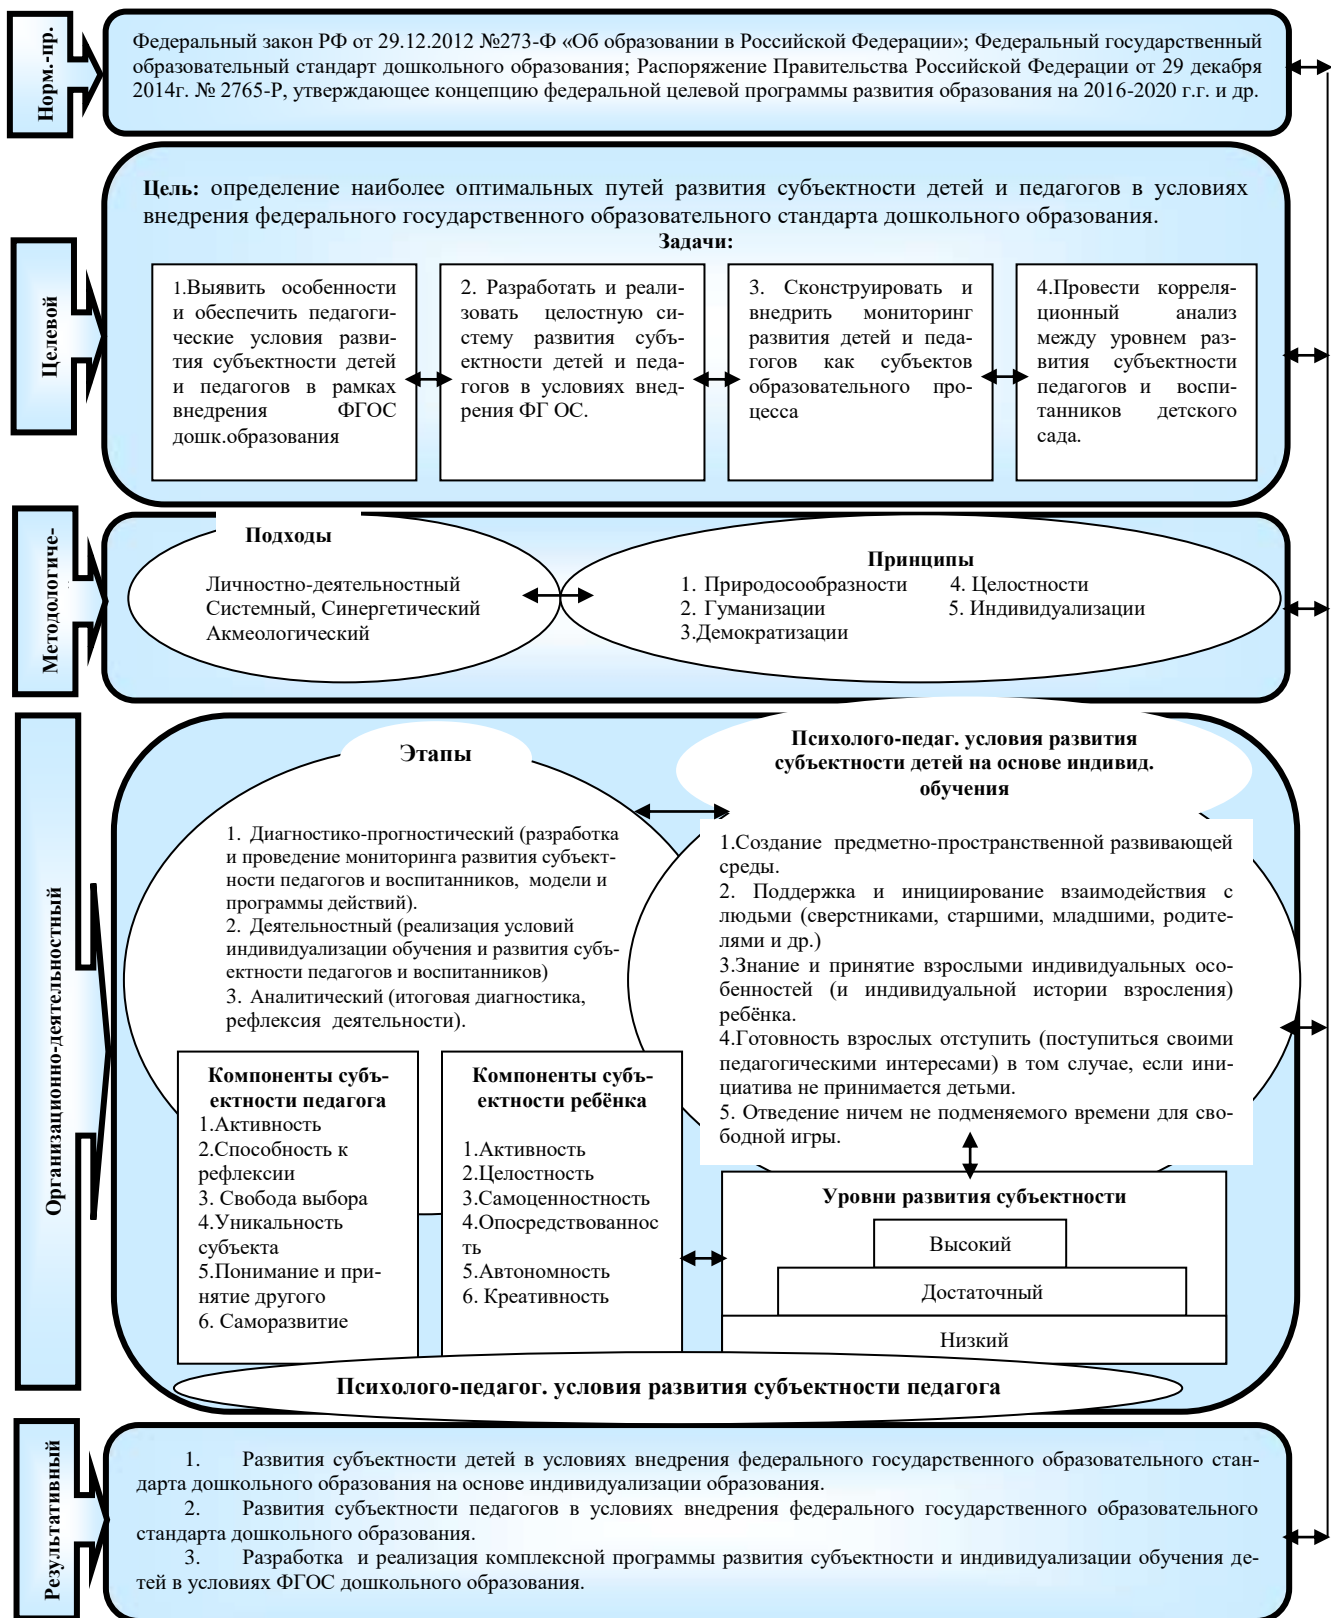 Норм.-пр.
Федеральный закон РФ от 29.12.2012 №273-Ф «Об образовании в Российской Федерации»; Федеральный государственный
образовательный стандарт дошкольного образования; Распоряжение Правительства Российской Федерации от 29 декабря
2014г. № 2765-Р, утверждающее концепцию федеральной целевой программы развития образования на 2016-2020 г.г. и др.
Целевой
Цель: определение наиболее оптимальных путей развития субъектности детей и педагогов в условиях
внедрения федерального государственного образовательного стандарта дошкольного образования.
Задачи:
1.Выявить особенности
и обеспечить педагоги-
ческие условия разви-
тия субъектности детей
и педагогов в рамках
внедрения ФГОС
дошк.образования
2. Разработать и реали-
зовать целостную си-
стему развития субъ-
ектности детей и педа-
гогов в условиях внед-
рения ФГ ОС.
3. Сконструировать и
внедрить мониторинг
развития детей и педа-
гогов как субъектов
образовательного про-
цесса
4.Провести корреля-
ционный анализ
между уровнем раз-
вития субъектности
педагогов и воспи-
танников детского
сада.
Методологиче-
Подходы
Личностно-деятельностный
Системный, Синергетический
Акмеологический
Принципы
1. Природосообразности
2. Гуманизации
3.Демократизации
4. Целостности
5. Индивидуализации
Организационно-деятельностный
Этапы
1. Диагностико-прогностический (разработка
и проведение мониторинга развития субъект-
ности педагогов и воспитанников, модели и
программы действий).
2. Деятельностный (реализация условий
индивидуализации обучения и развития субъ-
ектности педагогов и воспитанников)
3. Аналитический (итоговая диагностика,
рефлексия деятельности).
Психолого-педаг. условия развития
субъектности детей на основе индивид.
обучения
1.Создание предметно-пространственной развивающей
среды.
2. Поддержка и инициирование взаимодействия с
людьми (сверстниками, старшими, младшими, родите-
лями и др.)
3.Знание и принятие взрослыми индивидуальных осо-
бенностей (и индивидуальной истории взросления)
ребёнка.
4.Готовность взрослых отступить (поступиться своими
педагогическими интересами) в том случае, если ини-
циатива не принимается детьми.
5. Отведение ничем не подменяемого времени для сво-
бодной игры.
Компоненты субъ-
ектности педагога
1.Активность
2.Способность к
рефлексии
3. Свобода выбора
4.Уникальность
субъекта
5.Понимание и при-
нятие другого
6. Саморазвитие
Компоненты субъ-
ектности ребёнка
1.Активность
2.Целостность
3.Самоценностность
4.Опосредствованнос
ть
5.Автономность
6. Креативность
Уровни развития субъектности
Высокий
Достаточный
Низкий
Психолого-педагог. условия развития субъектности педагога
Результативный
1. Развития субъектности детей в условиях внедрения федерального государственного образовательного стан-
дарта дошкольного образования на основе индивидуализации образования.
2. Развития субъектности педагогов в условиях внедрения федерального государственного образовательного
стандарта дошкольного образования.
3. Разработка и реализация комплексной программы развития субъектности и индивидуализации обучения де-
тей в условиях ФГОС дошкольного образования.